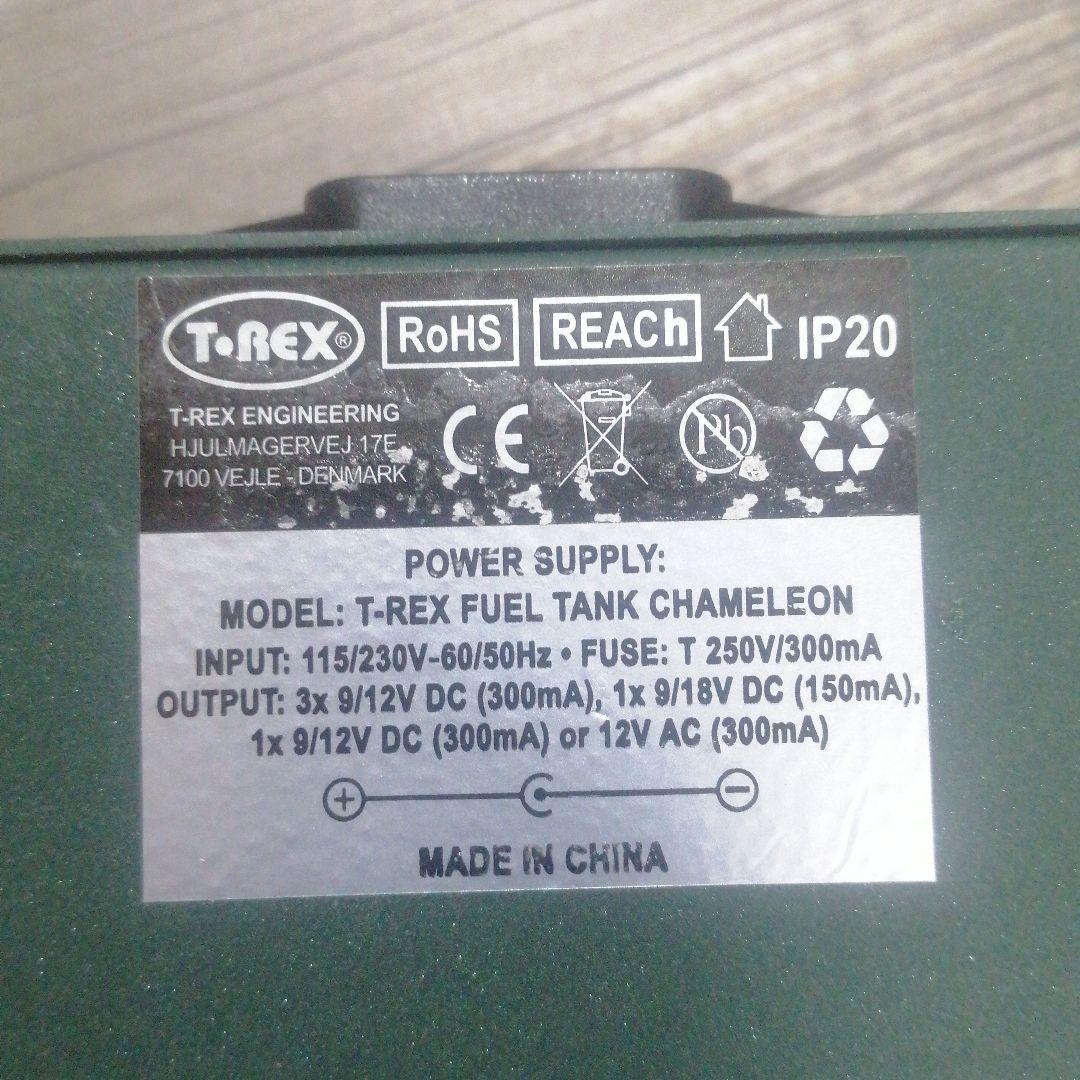 T-REX®
RoHS
REACh
IP20
T-REX ENGINEERING
HJULMAGERVEJ 17E
7100 VEJLE - DENMARK
CE
Pb
POWER SUPPLY:
MODEL: T-REX FUEL TANK CHAMELEON
INPUT: 115/230V-60/50Hz • FUSE: T 250V/300mA
OUTPUT: 3x 9/12V DC (300mA), 1x 9/18V DC (150mA),
1x 9/12V DC (300mA) or 12V AC (300mA)
+ −
MADE IN CHINA